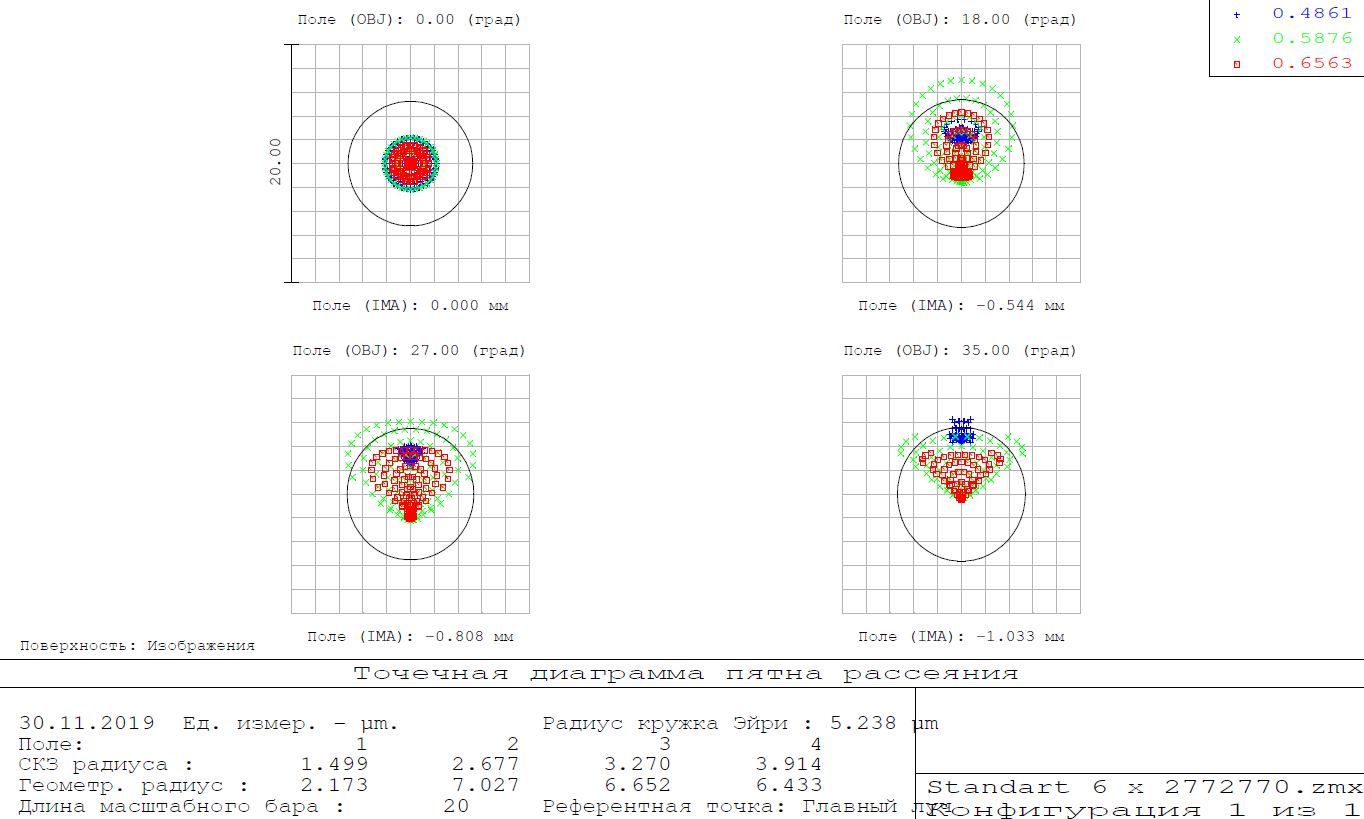 Поле (OBJ): 0.00 (град)
Поле (OBJ): 18.00 (град)
+ 0.4861
× 0.5876
□ 0.6563
20.00
Поле (IMA): 0.000 мм
Поле (IMA): -0.544 мм
Поле (OBJ): 27.00 (град)
Поле (OBJ): 35.00 (град)
Поле (IMA): -0.808 мм
Поле (IMA): -1.033 мм
Поверхность: Изображения
Точечная диаграмма пятна рассеяния
30.11.2019 Ед. измер. - µm. Радиус кружка Эйри : 5.238 µm
Поле: 1 2 3 4
СКЗ радиуса : 1.499 2.677 3.270 3.914
Геометр. радиус : 2.173 7.027 6.652 6.433
Длина масштабного бара : 20 Референтная точка: Главный луч
Standart 6 x 2772770.zmx
Конфигурация 1 из 1